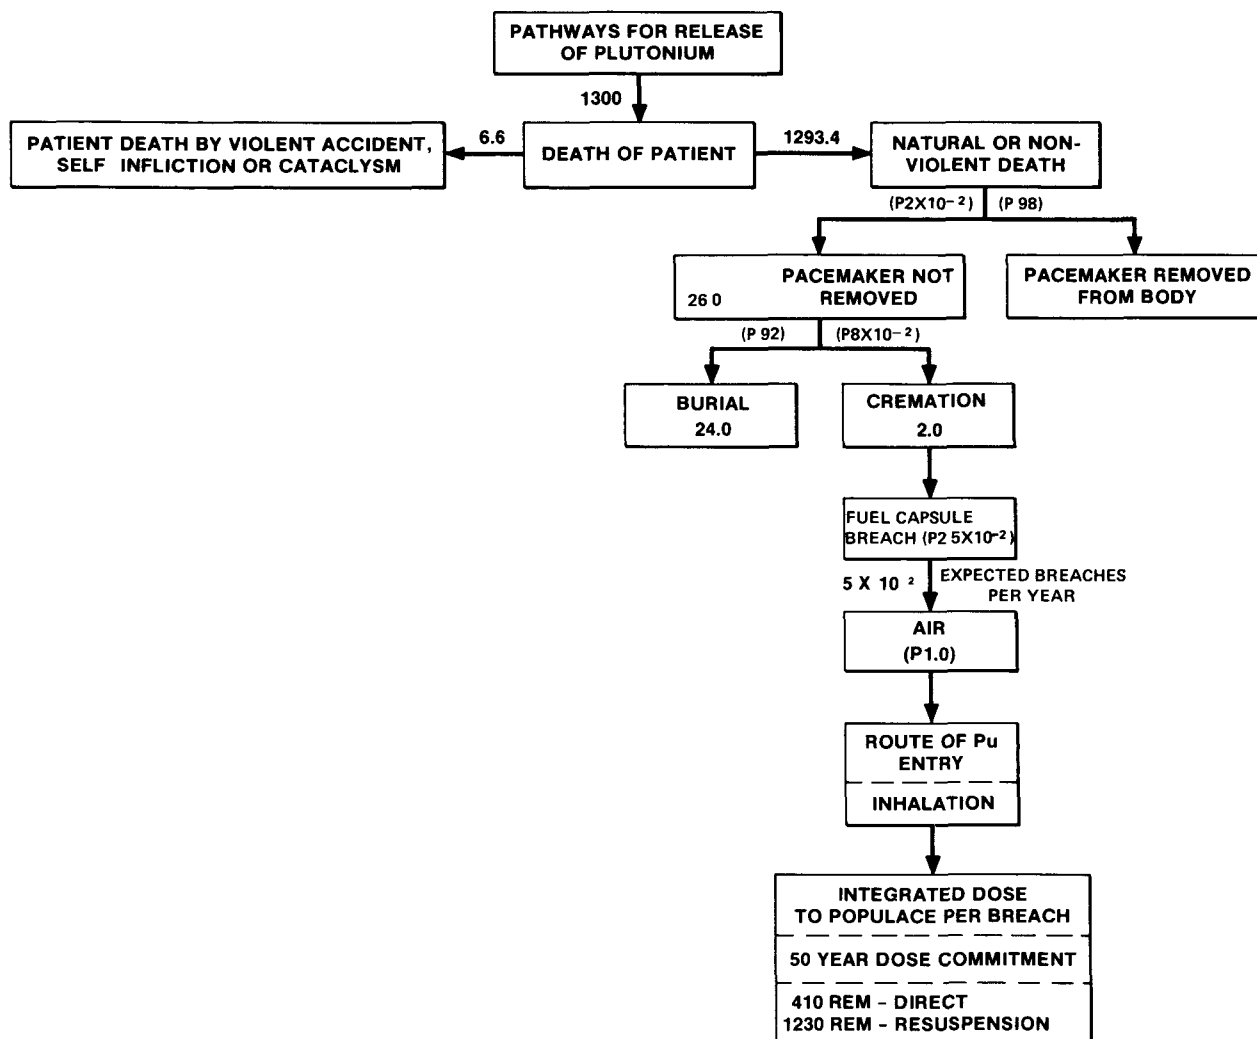 PATHWAYS FOR RELEASE
OF PLUTONIUM
1300
PATIENT DEATH BY VIOLENT ACCIDENT,
SELF INFLICTION OR CATACLYSM
6.6
DEATH OF PATIENT
1293.4
NATURAL OR NON-
VIOLENT DEATH
(P2X10⁻²)
(P 98)
PACEMAKER NOT
REMOVED
26 0
PACEMAKER REMOVED
FROM BODY
(P 92)
(P8X10⁻²)
BURIAL
24.0
CREMATION
2.0
FUEL CAPSULE
BREACH (P2 5X10⁻²)
5 X 10 ²
EXPECTED BREACHES
PER YEAR
AIR
(P1.0)
ROUTE OF Pu
ENTRY
INHALATION
INTEGRATED DOSE
TO POPULACE PER BREACH
50 YEAR DOSE COMMITMENT
410 REM – DIRECT
1230 REM – RESUSPENSION